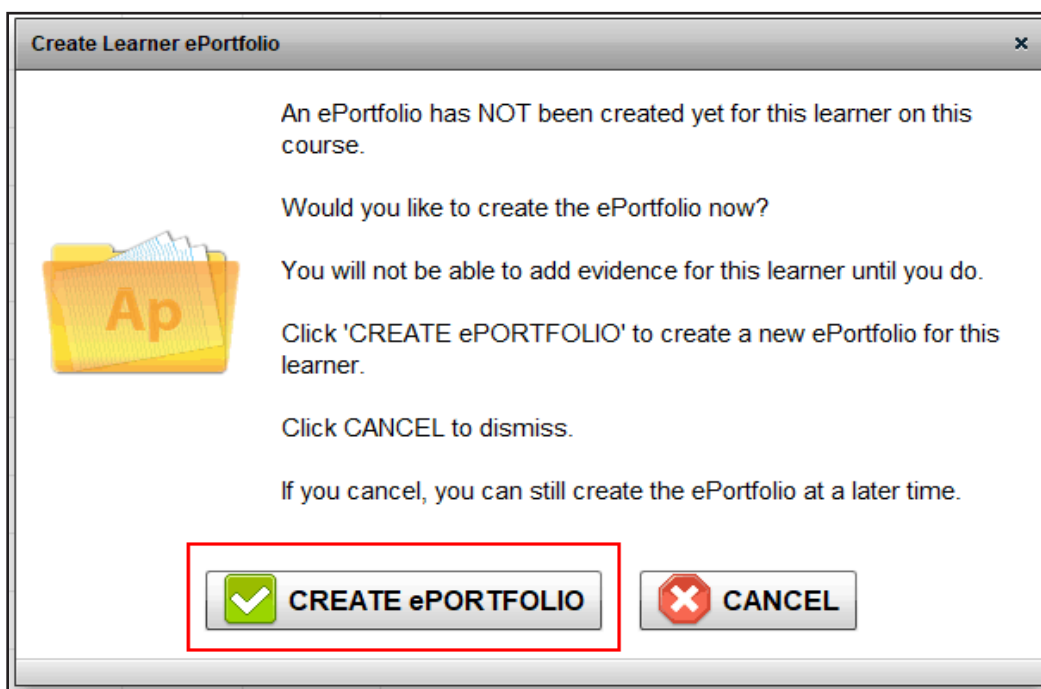 Create Learner ePortfolio
An ePortfolio has NOT been created yet for this learner on this
course.
Would you like to create the ePortfolio now?
You will not be able to add evidence for this learner until you do.
Ap
Click 'CREATE ePORTFOLIO' to create a new ePortfolio for this
learner.
Click CANCEL to dismiss.
If you cancel, you can still create the ePortfolio at a later time.
CREATE ePORTFOLIO
CANCEL